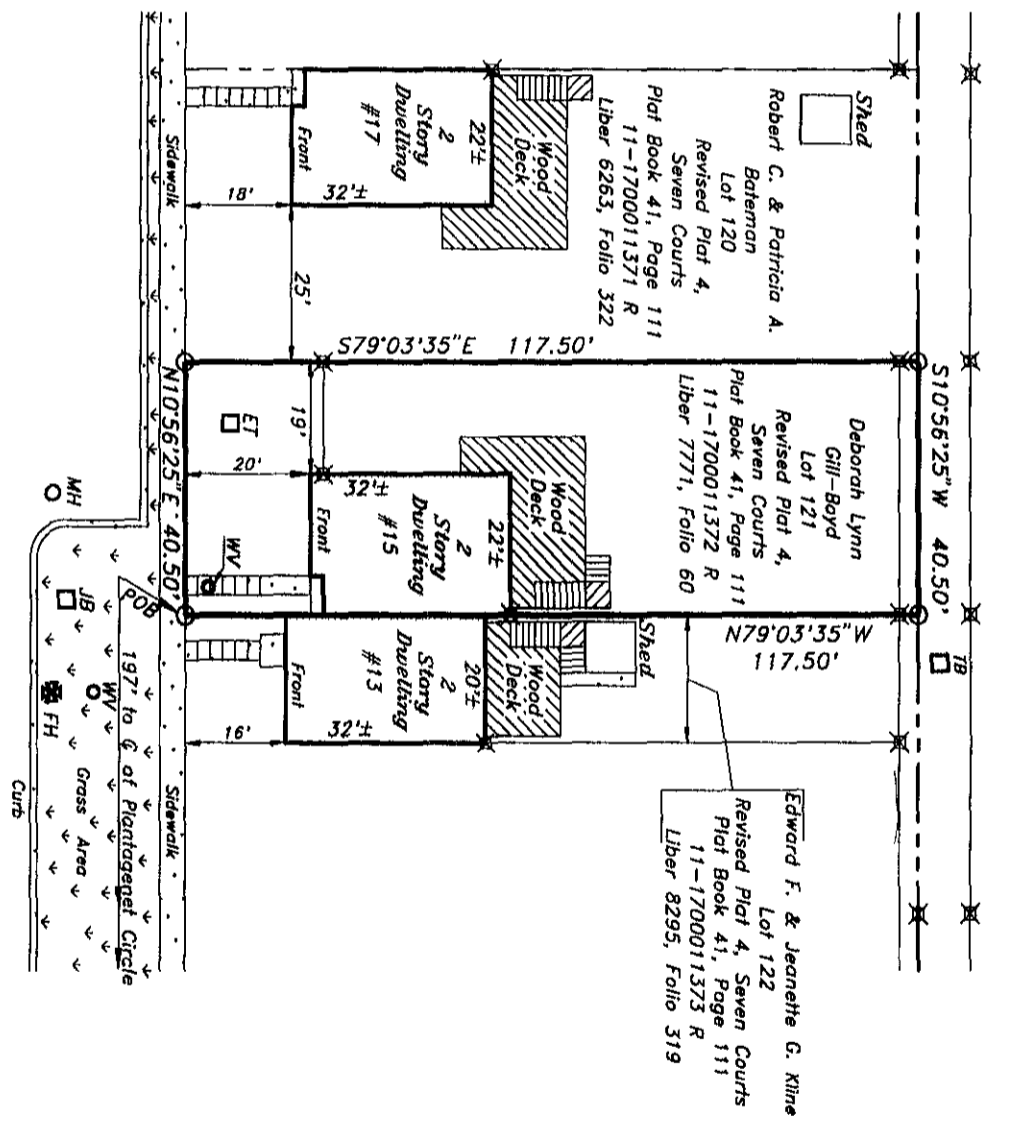 Shed
Robert C. & Patricia A.
Bateman
Lot 120
Revised Plat 4,
Seven Courts
Plat Book 41, Page 111
11-1700011371 R
Liber 6263, Folio 322
Wood
Deck
22'±
2
Story
Dwelling
#17
32'±
Front
18'
25'
Sidewalk
S10°56'25"W 40.50'
S79°03'35"E 117.50'
Deborah Lynn
Gill-Boyd
Lot 121
Revised Plat 4,
Seven Courts
Plat Book 41, Page 111
11-1700011372 R
Liber 7771, Folio 60
Wood
Deck
22'±
2
Story
Dwelling
#15
32'±
Front
19'
20'
ET
WV
N10°56'25"E 40.50'
N79°03'35"W
117.50'
TB
Shed
Wood
Deck
20'±
2
Story
Dwelling
#13
32'±
Front
16'
Edward F. & Jeanette G. Kline
Lot 122
Revised Plat 4, Seven Courts
Plat Book 41, Page 111
11-1700011373 R
Liber 8295, Folio 319
Sidewalk
POB
197' to ℄ of Plantagenet Circle
MH
JB
WV
FH
Grass Area
Curb